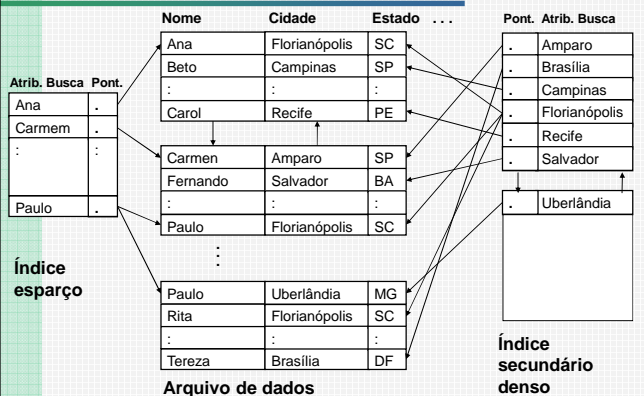 Nome Cidade Estado . . .
Pont. Atrib. Busca
Atrib. Busca Pont.
Ana .
Carmem .
: :
Paulo .
Índice
esparço
Ana Florianópolis SC
Beto Campinas SP
: : :
Carol Recife PE
Carmen Amparo SP
Fernando Salvador BA
: : :
Paulo Florianópolis SC
. . .
Paulo Uberlândia MG
Rita Florianópolis SC
: : :
Tereza Brasília DF
Arquivo de dados
. Amparo
. Brasília
. Campinas
. Florianópolis
. Recife
. Salvador
. Uberlândia
Índice
secundário
denso